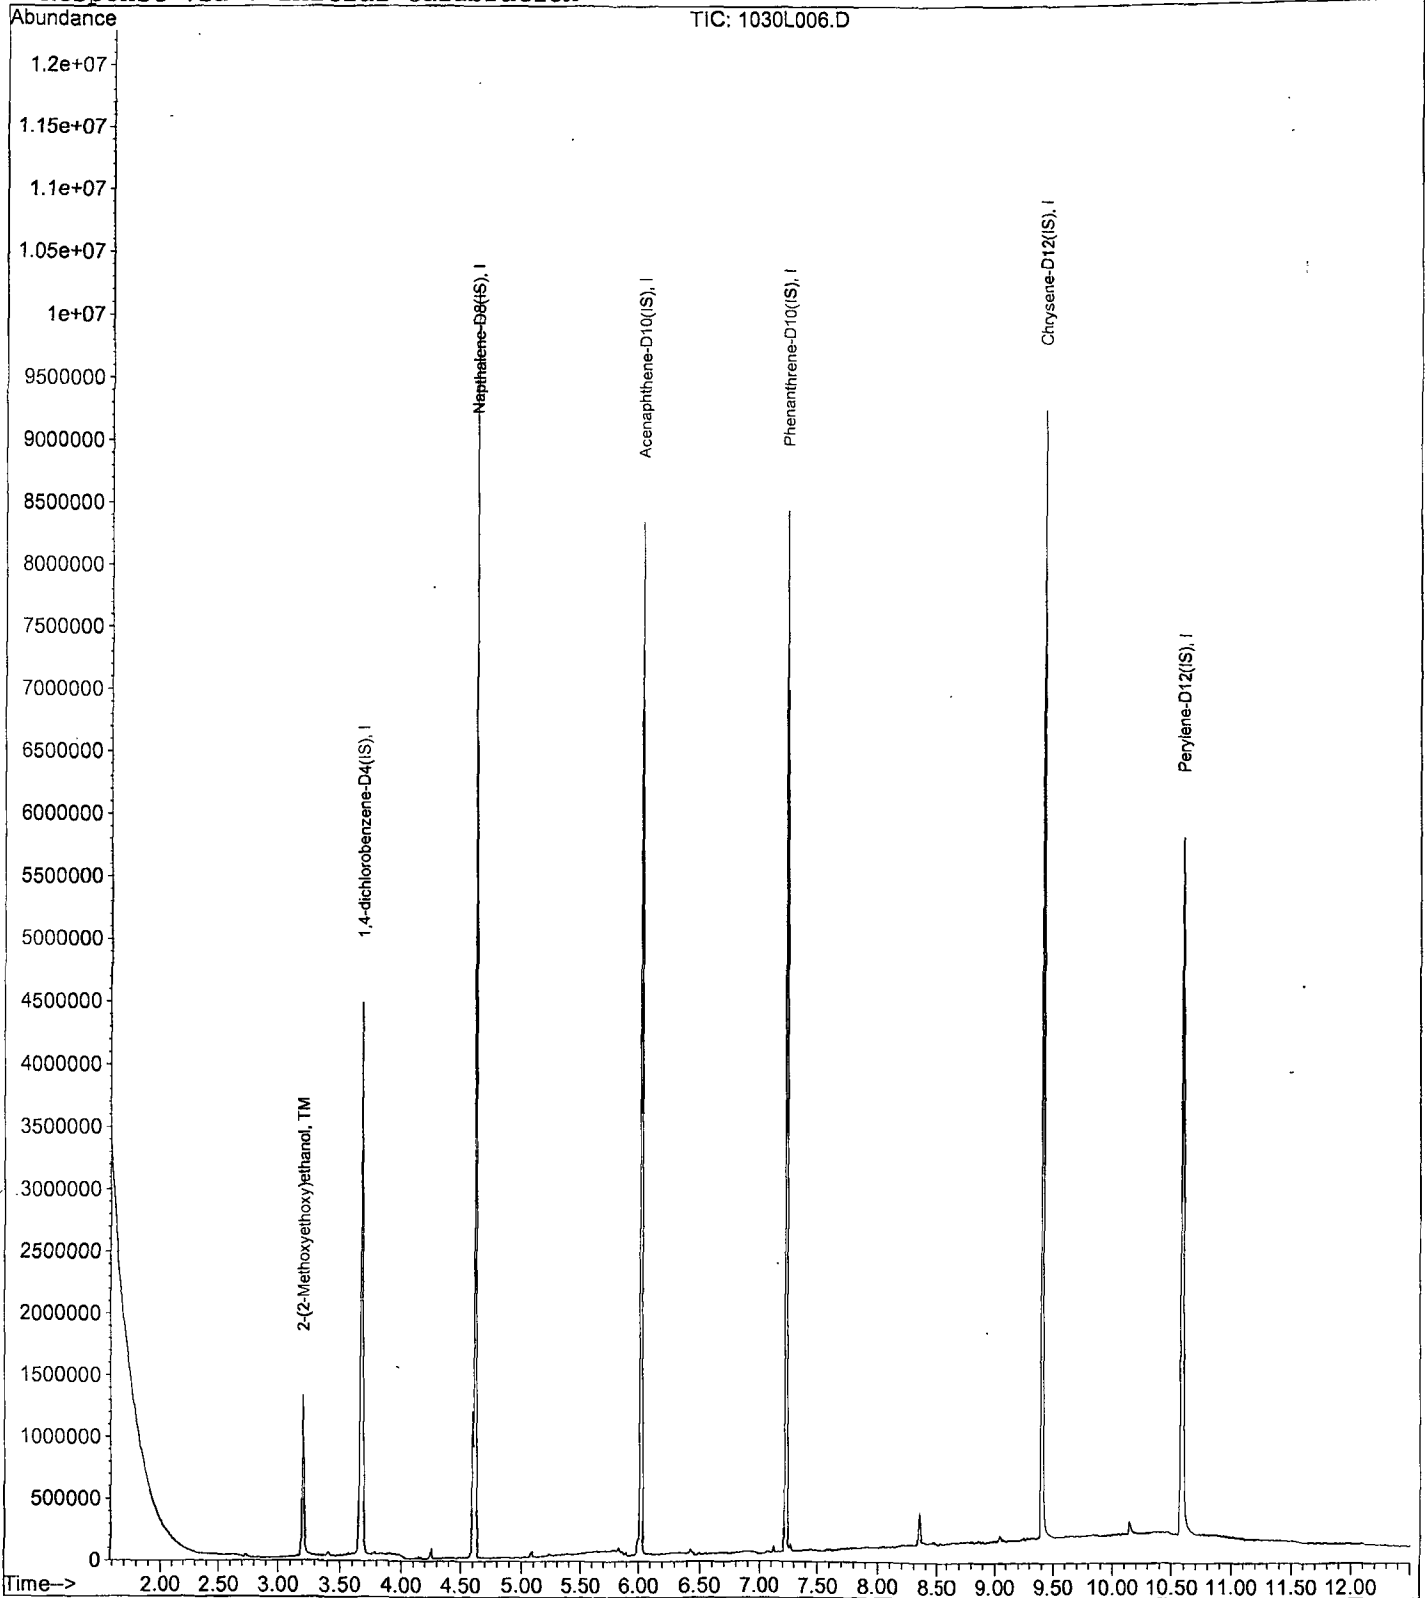 Response via : Initial Calibration
Abundance
TIC: 1030L006.D
1.2e+07
1.15e+07
1.1e+07
1.05e+07
1e+07
9500000
9000000
8500000
8000000
7500000
7000000
6500000
6000000
5500000
5000000
4500000
4000000
3500000
3000000
2500000
2000000
1500000
1000000
500000
0
2-(2-Methoxyethoxy)ethanol, TM
1,4-dichlorobenzene-D4(IS), I
Napthalene-D8(IS), I
Acenaphthene-D10(IS), I
Phenanthrene-D10(IS), I
Chrysene-D12(IS), I
Perylene-D12(IS), I
Time--> 2.00 2.50 3.00 3.50 4.00 4.50 5.00 5.50 6.00 6.50 7.00 7.50 8.00 8.50 9.00 9.50 10.00 10.50 11.00 11.50 12.00